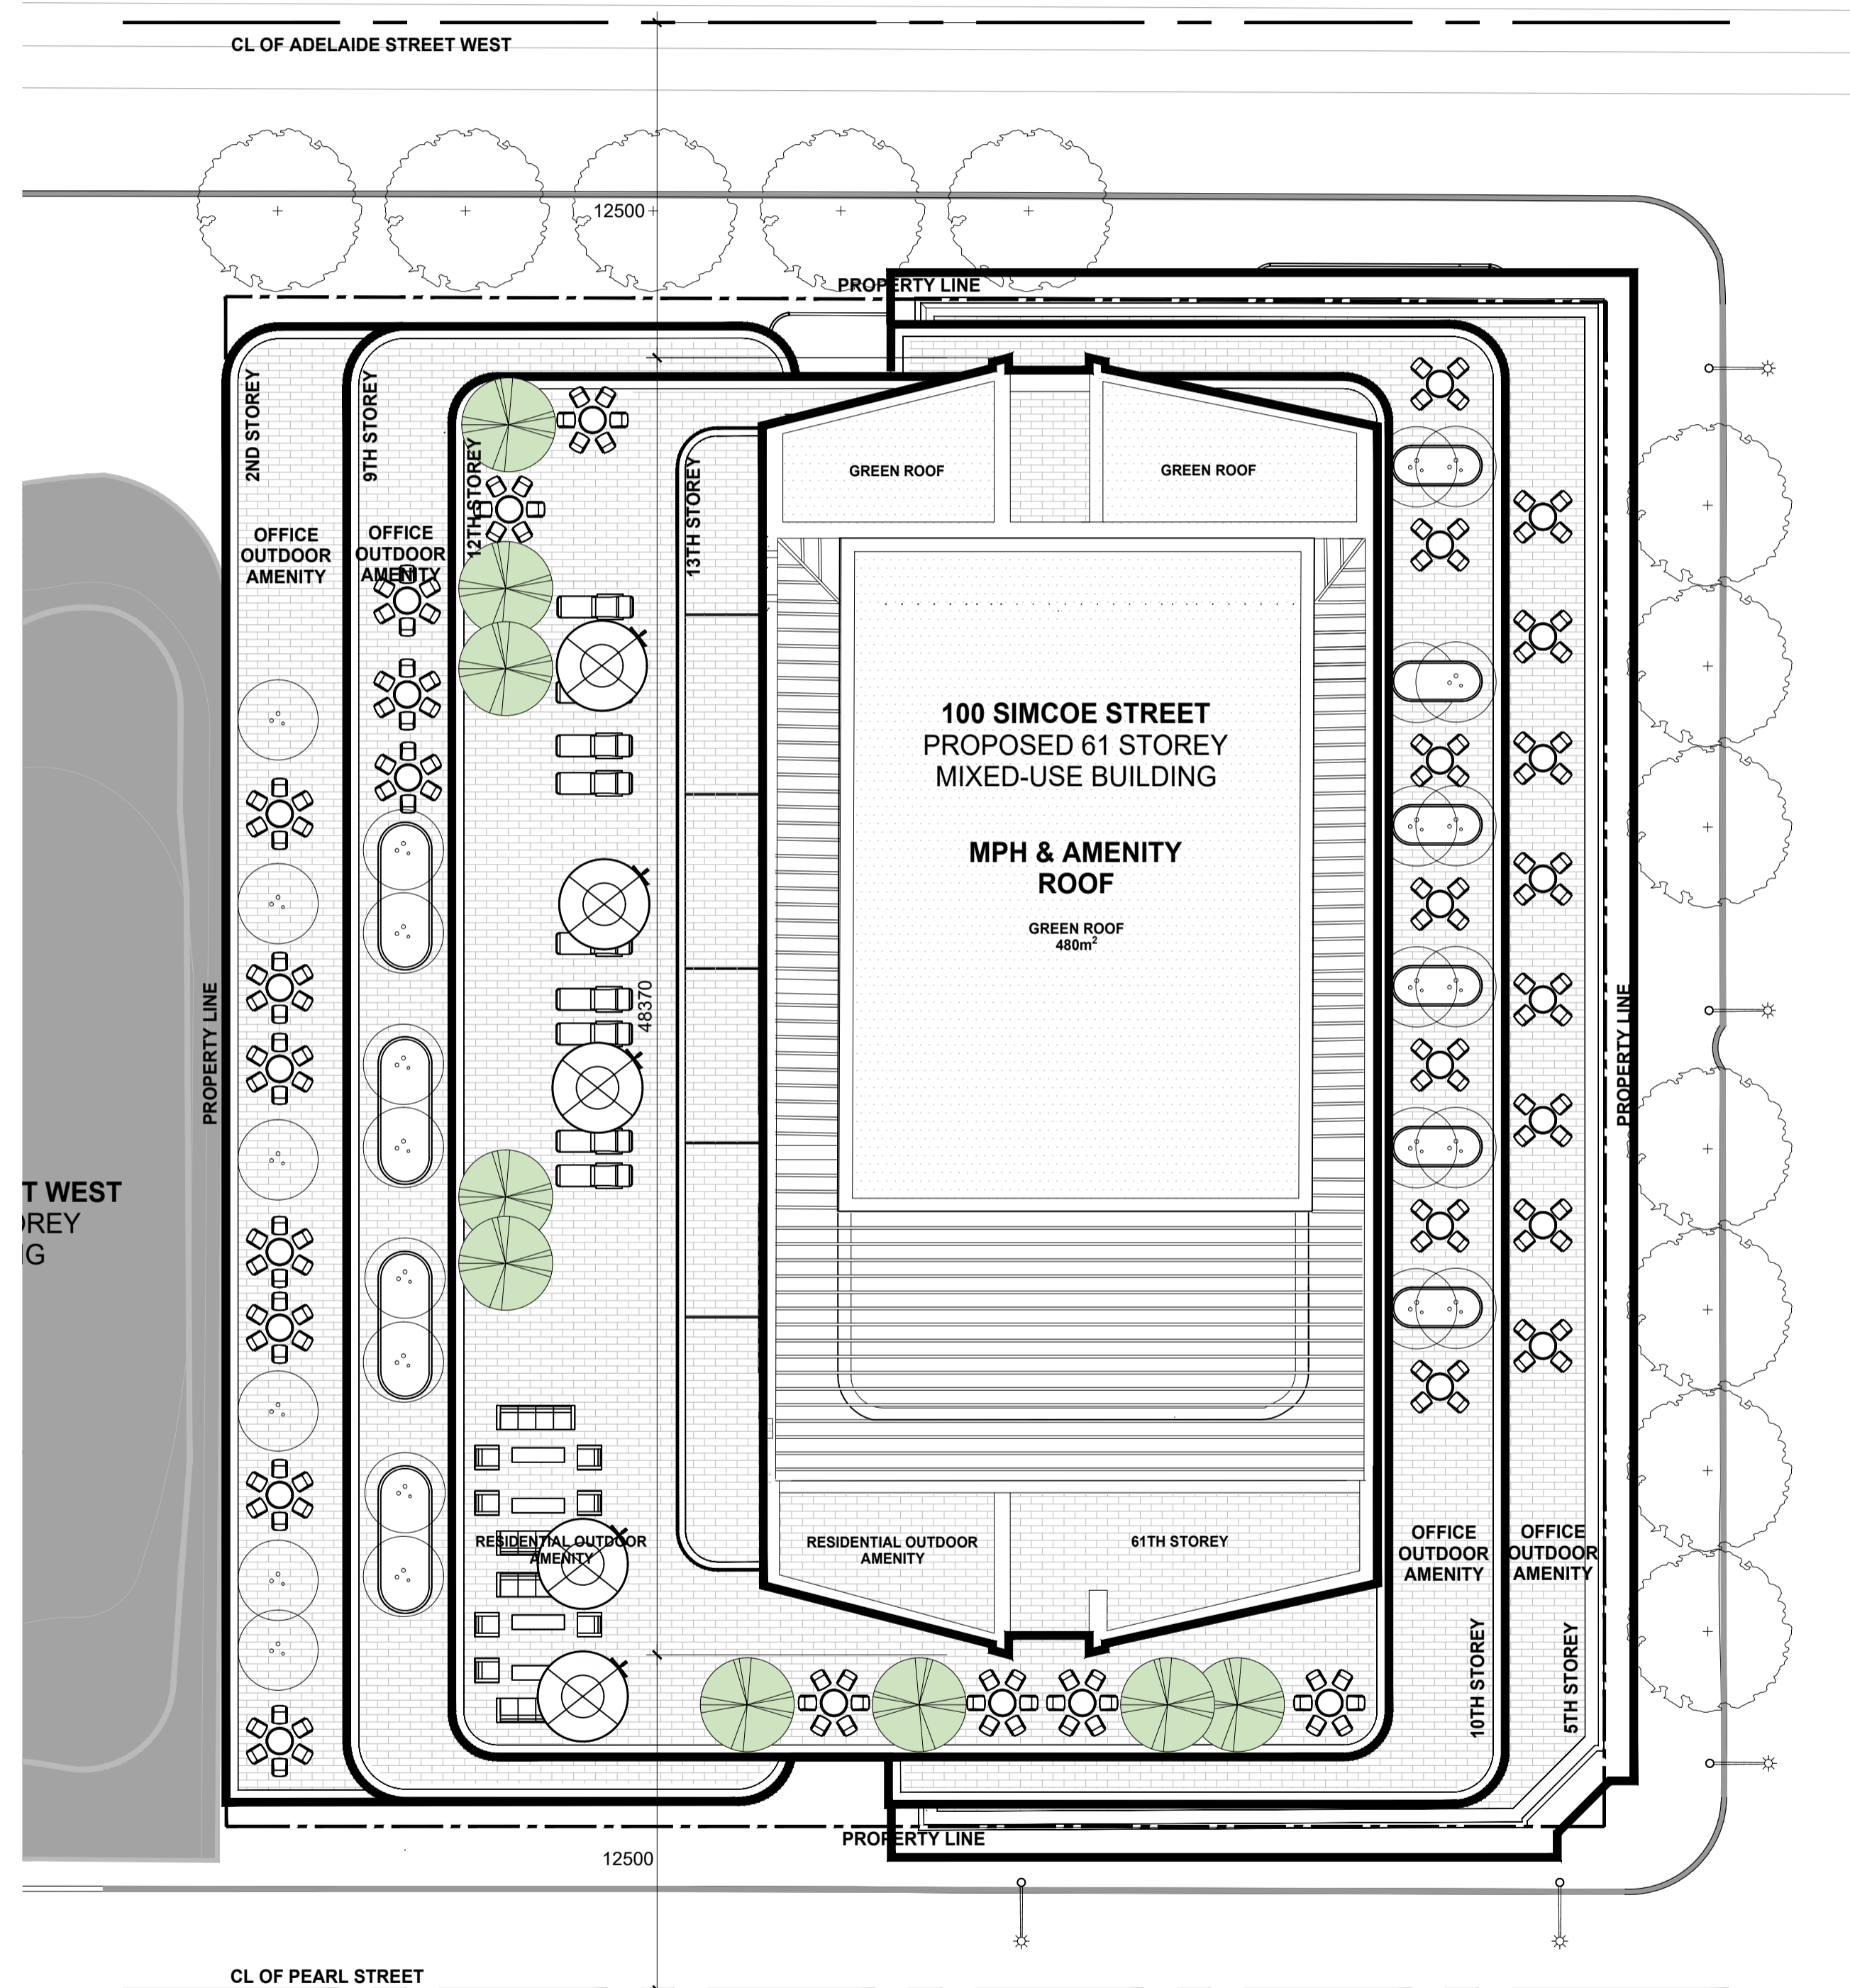 CL OF ADELAIDE STREET WEST
12500
PROPERTY LINE
2ND STOREY
9TH STOREY
12TH STOREY
13TH STOREY
GREEN ROOF
GREEN ROOF
OFFICE
OUTDOOR
AMENITY
OFFICE
OUTDOOR
AMENITY
100 SIMCOE STREET
PROPOSED 61 STOREY
MIXED-USE BUILDING
MPH & AMENITY
ROOF
GREEN ROOF
480m²
48370
PROPERTY LINE
PROPERTY LINE
T WEST
OREY
IG
RESIDENTIAL OUTDOOR
AMENITY
RESIDENTIAL OUTDOOR
AMENITY
61TH STOREY
OFFICE
OUTDOOR
AMENITY
OFFICE
OUTDOOR
AMENITY
10TH STOREY
5TH STOREY
PROPERTY LINE
12500
CL OF PEARL STREET